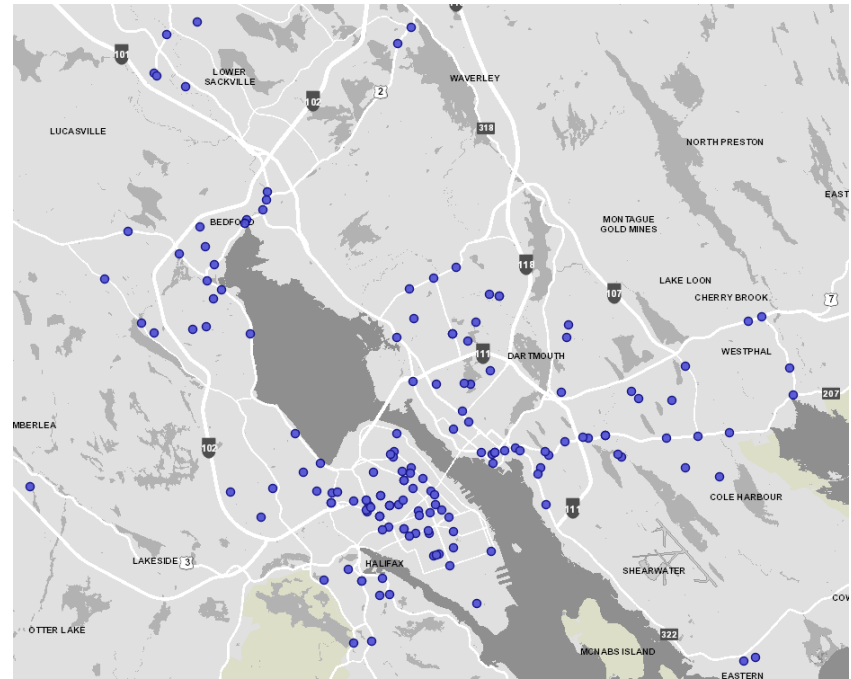 101
LOWER
SACKVILLE
102
2
WAVERLEY
LUCASVILLE
318
NORTH PRESTON
EAST
BEDFORD
MONTAGUE
GOLD MINES
118
LAKE LOON
107
CHERRY BROOK
7
111
DARTMOUTH
WESTPHAL
207
MBERLEA
102
COLE HARBOUR
111
LAKESIDE
3
HALIFAX
SHEARWATER
COW
OTTER LAKE
322
MCNABS ISLAND
EASTERN